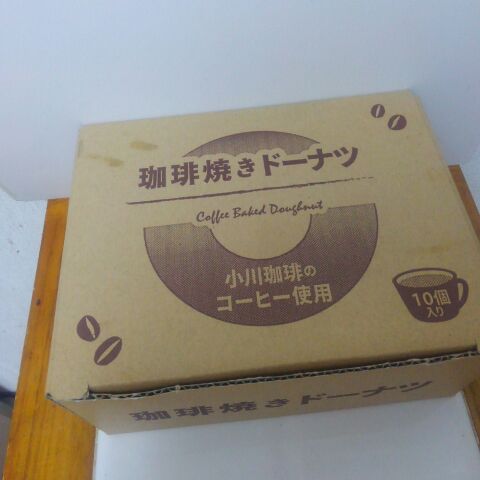 珈琲焼きドーナツ
Coffee Baked Doughnut
小川珈琲の
コーヒー使用
10個
入り
珈琲焼きドーナツ